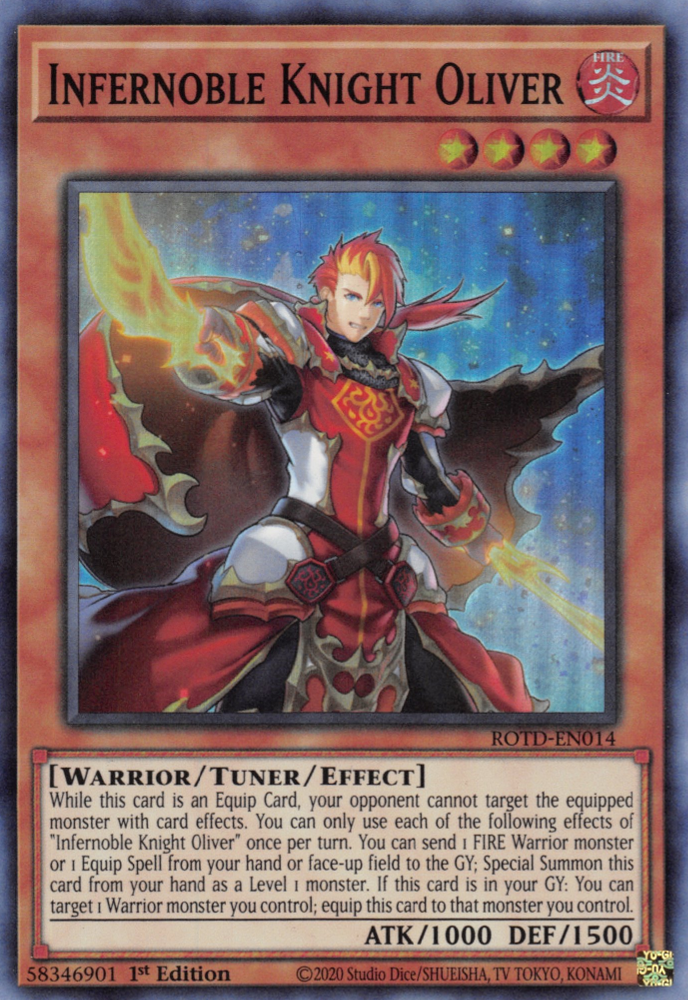 INFERNOBLE KNIGHT OLIVER
FIRE
炎
ROTD-EN014
[WARRIOR/TUNER/EFFECT]
While this card is an Equip Card, your opponent cannot target the equipped
monster with card effects. You can only use each of the following effects of
"Infernoble Knight Oliver" once per turn. You can send 1 FIRE Warrior monster
or 1 Equip Spell from your hand or face-up field to the GY; Special Summon this
card from your hand as a Level 1 monster. If this card is in your GY: You can
target 1 Warrior monster you control; equip this card to that monster you control.
ATK/1000 DEF/1500
58346901 1st Edition
©2020 Studio Dice/SHUEISHA, TV TOKYO, KONAMI